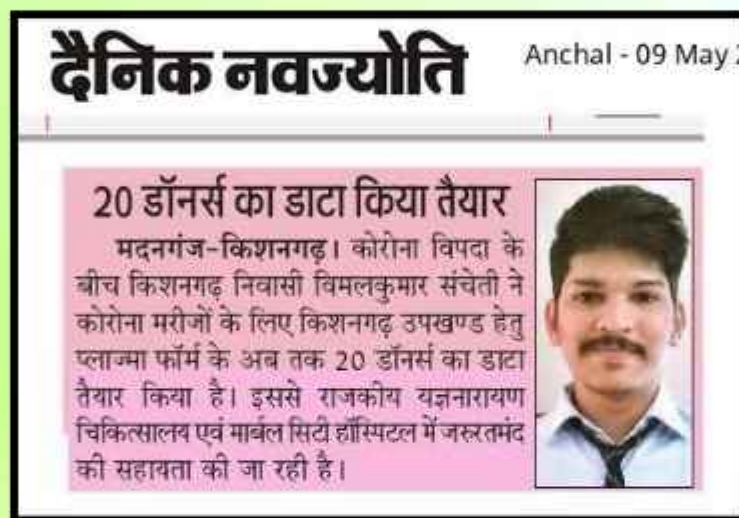 दैनिक नवज्योति
Anchal - 09 May
20 डॉनर्स का डाटा किया तैयार
मदनगंज-किशनगढ़। कोरोना विपदा के
बीच किशनगढ़ निवासी विमलकुमार संचेती ने
कोरोना मरीजों के लिए किशनगढ़ उपखण्ड हेतु
प्लाज्मा फॉर्म के अब तक 20 डॉनर्स का डाटा
तैयार किया है। इससे राजकीय यज्ञनारायण
चिकित्सालय एवं मार्बल सिटी हॉस्पिटल में जरुरतमंद
की सहायता की जा रही है।